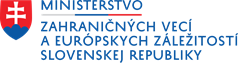 MINISTERSTVO
ZAHRANIČNÝCH VECÍ
A EURÓPSKYCH ZÁLEŽITOSTÍ
SLOVENSKEJ REPUBLIKY